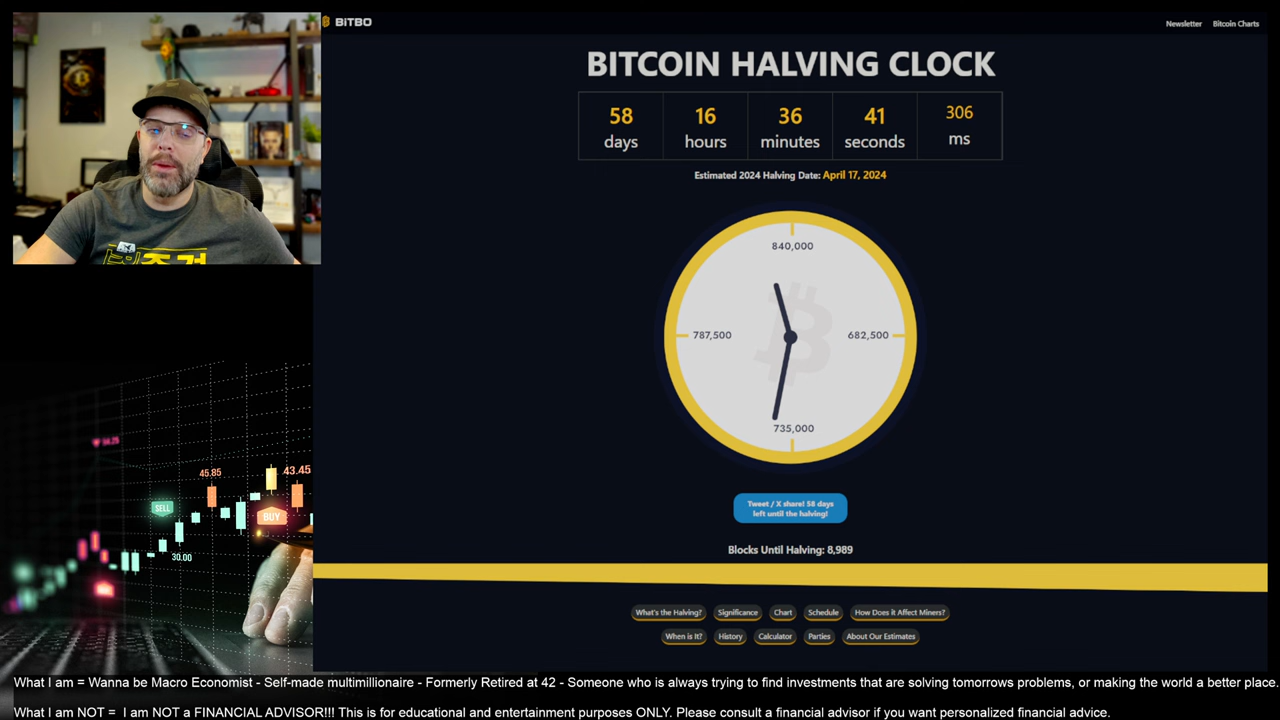 BiTBO
Newsletter
Bitcoin Charts
BITCOIN HALVING CLOCK
58 16 36 41 306
days hours minutes seconds ms
Estimated 2024 Halving Date: April 17, 2024
840,000
787,500
682,500
735,000
Tweet / X share! 58 days
left until the halving!
Blocks Until Halving: 8,989
What's the Halving? Significance Chart Schedule How Does it Affect Miners?
When is It? History Calculator Parties About Our Estimates
45.85
43.45
SELL
BUY
30.00
What I am = Wanna be Macro Economist - Self-made multimillionaire - Formerly Retired at 42 - Someone who is always trying to find investments that are solving tomorrows problems, or making the world a better place.
What I am NOT = I am NOT a FINANCIAL ADVISOR!!! This is for educational and entertainment purposes ONLY. Please consult a financial advisor if you want personalized financial advice.